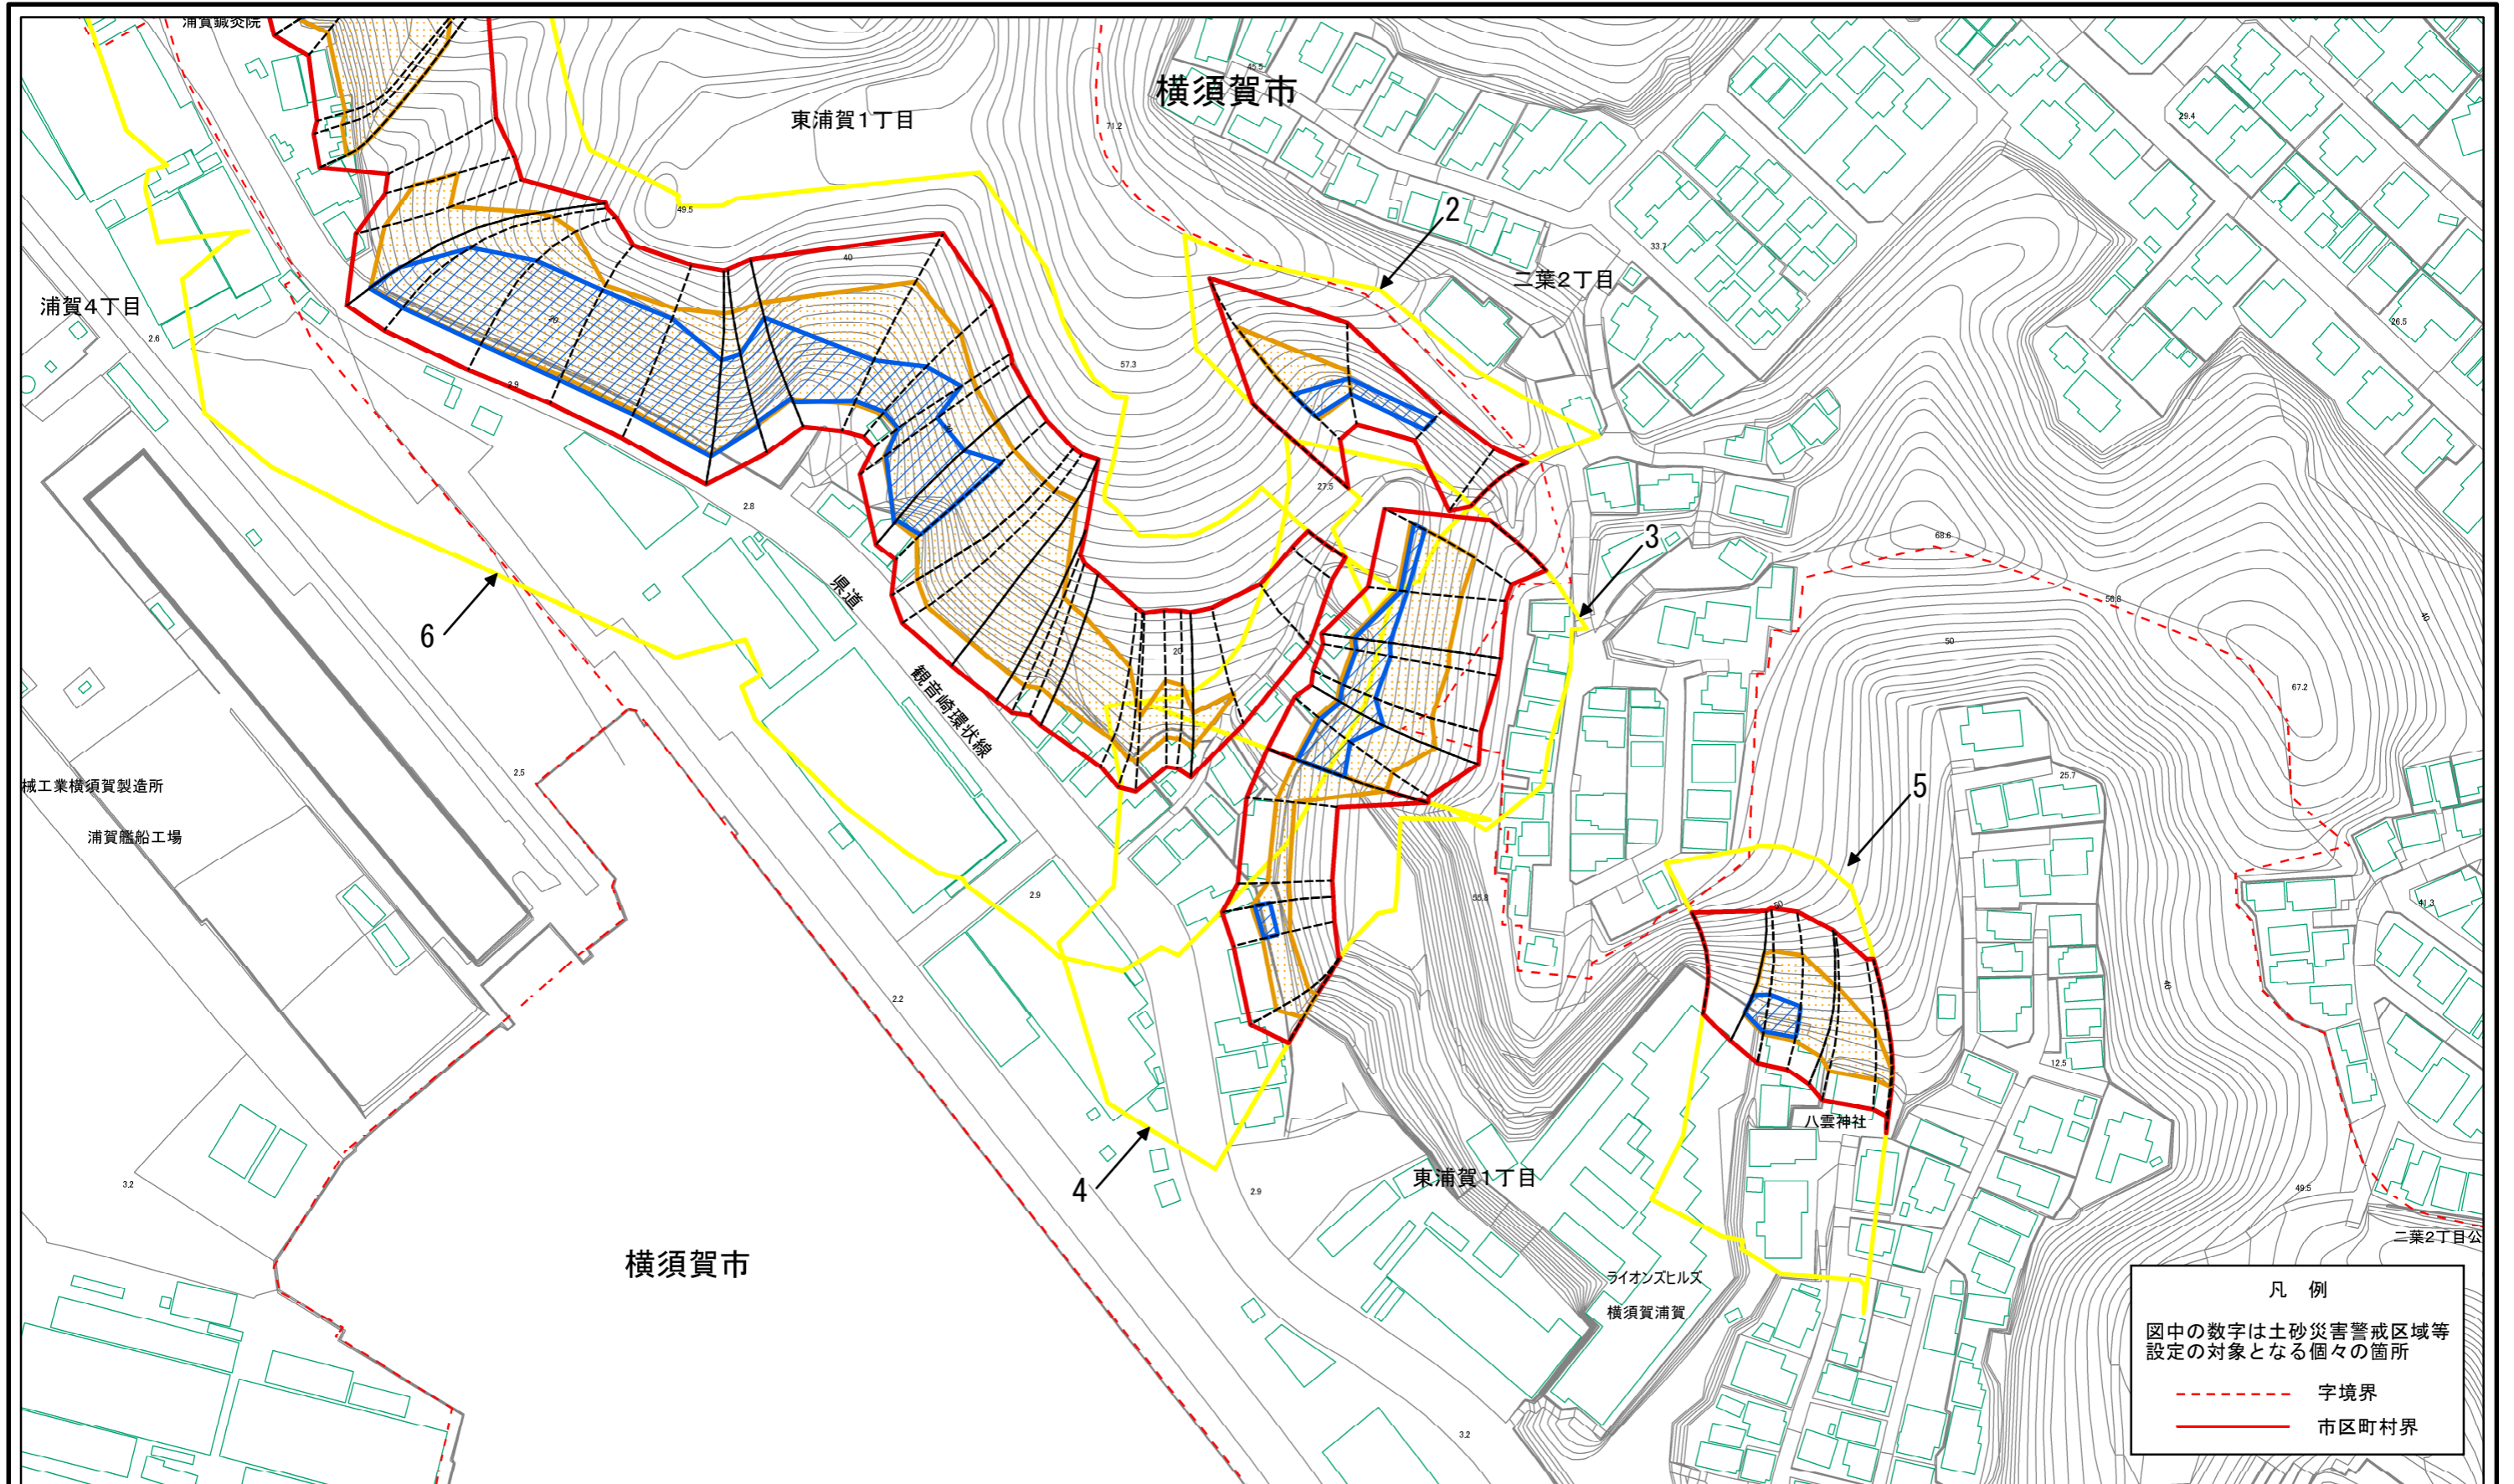 浦賀鍼灸院
横須賀市
東浦賀1丁目
45.5
71.2
29.4
49.5
2
33.7
40
二葉2丁目
浦賀4丁目
2.6
26.5
57.3
3.9
27.5
2.8
3
68.6
県道
56.8
40
6
50
20
67.2
観音崎環状線
2.5
25.7
械工業横須賀製造所
5
浦賀艦船工場
2.9
55.8
50
41.3
40
2.2
12.5
八雲神社
東浦賀1丁目
3.2
4
2.9
49.5
二葉2丁目公
横須賀市
ライオンズヒルズ
横須賀浦賀
3.2
凡 例
図中の数字は土砂災害警戒区域等
設定の対象となる個々の箇所
字境界
市区町村界